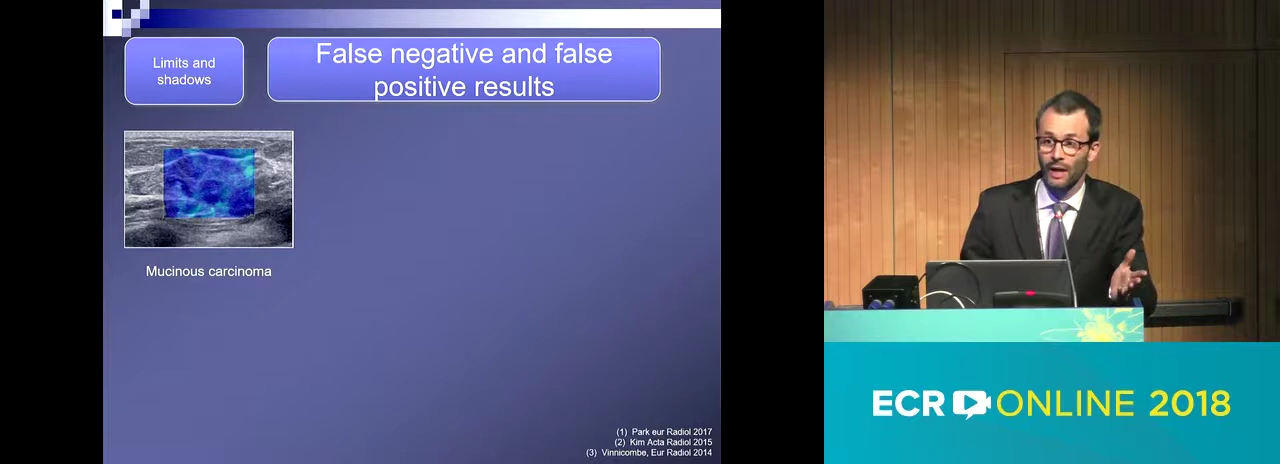 Limits and
shadows
False negative and false
positive results
Mucinous carcinoma
(1) Park eur Radiol 2017
(2) Kim Acta Radiol 2015
(3) Vinnicombe, Eur Radiol 2014
ECR ONLINE 2018